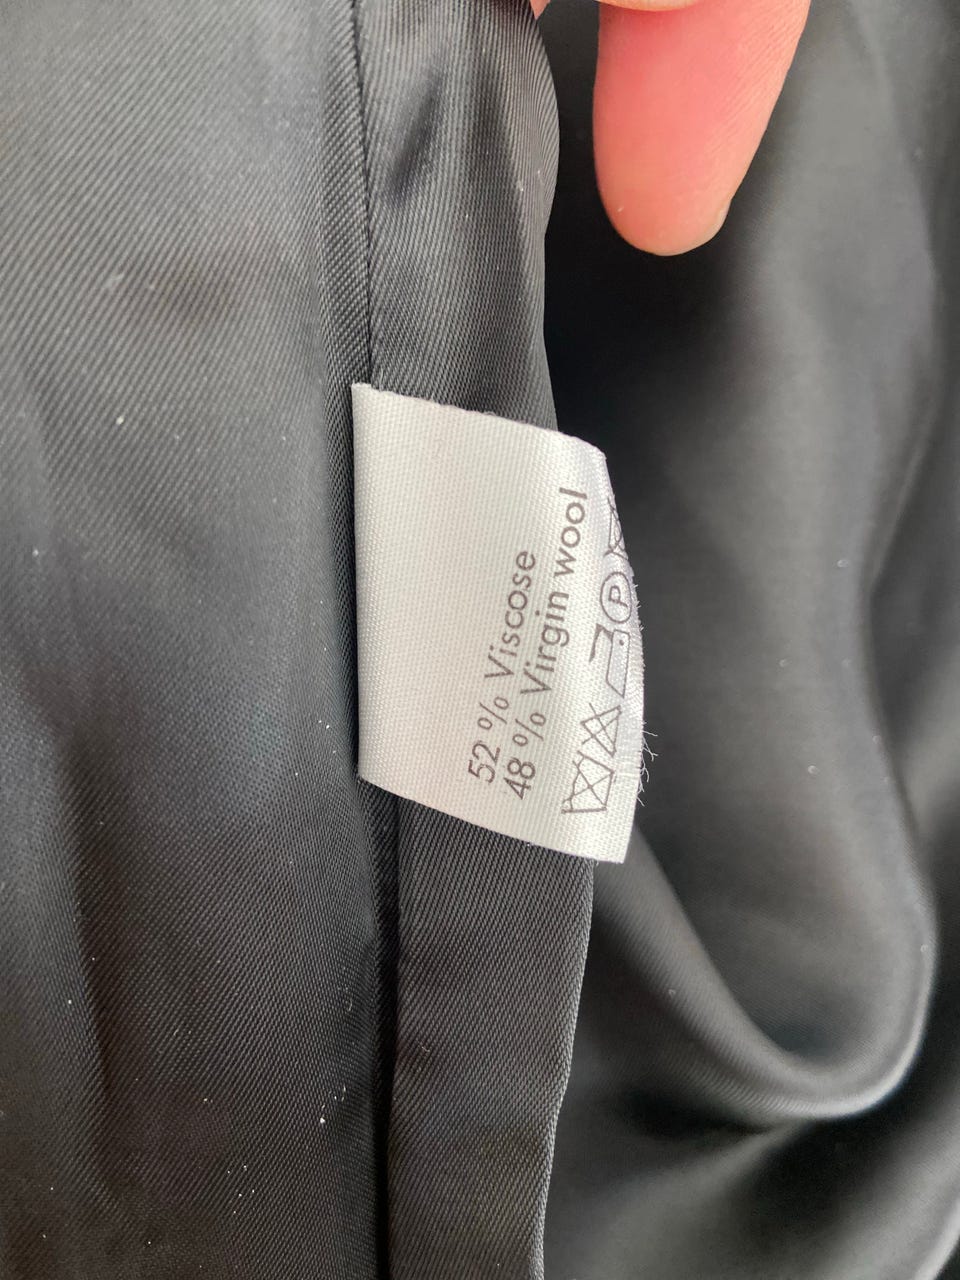 52 % Viscose
48 % Virgin wool
P